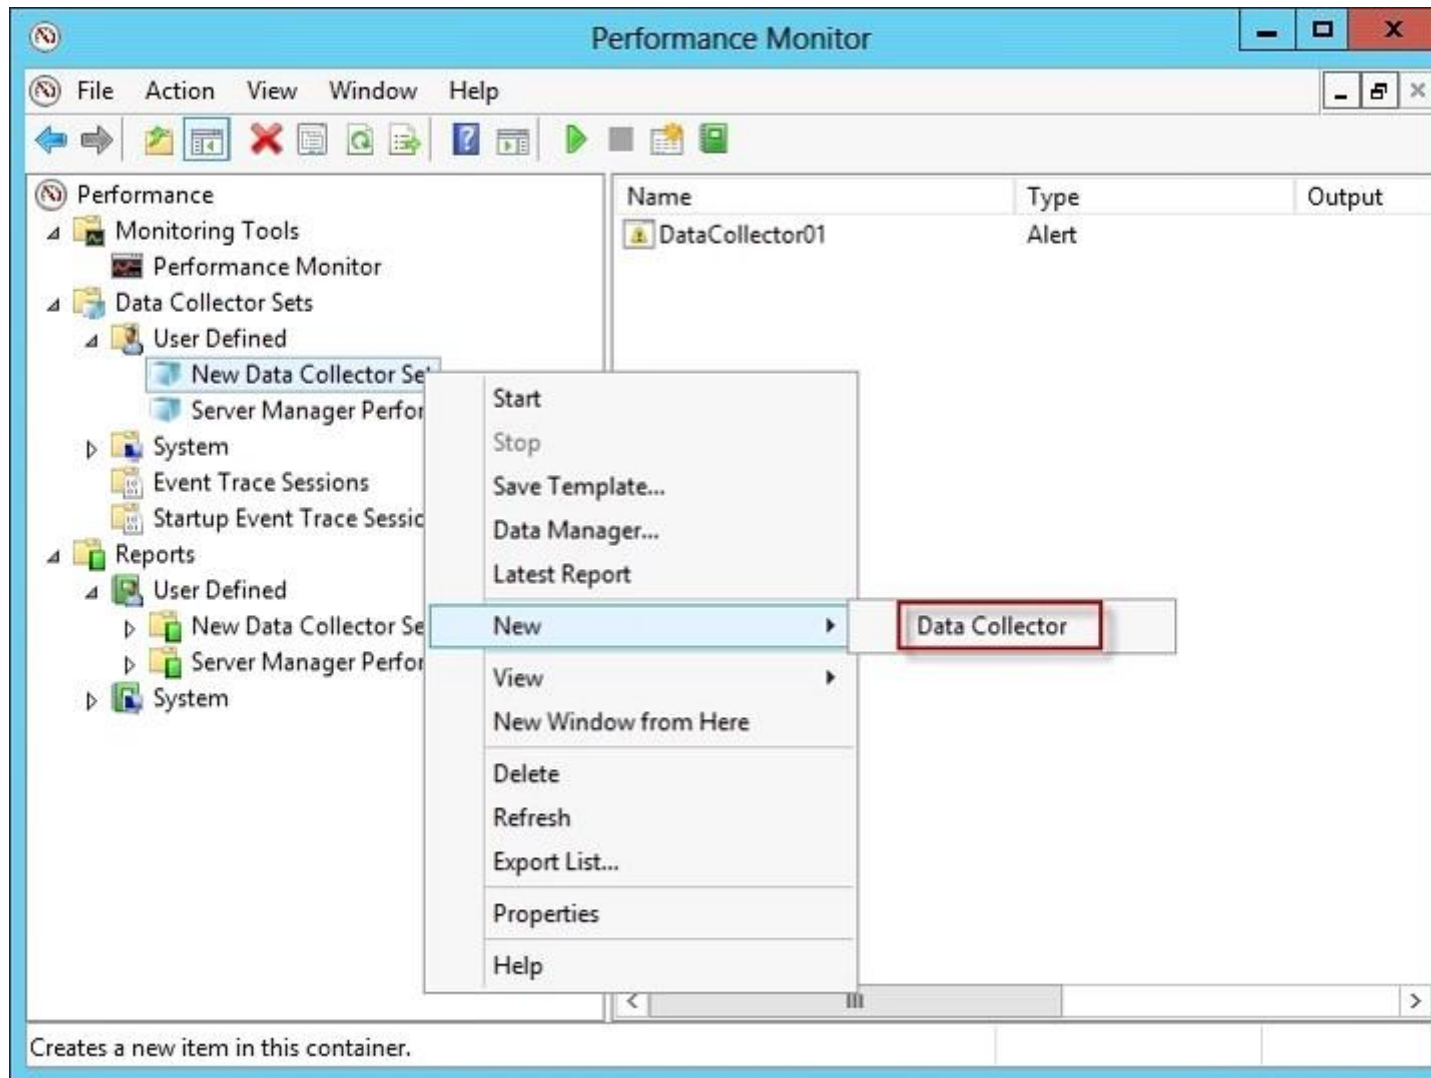 Performance Monitor
File Action View Window Help
Performance
Monitoring Tools
Performance Monitor
Data Collector Sets
User Defined
New Data Collector Set
Server Manager Perfor
System
Event Trace Sessions
Startup Event Trace Sessic
Reports
User Defined
New Data Collector Se
Server Manager Perfor
System
Name Type Output
DataCollector01 Alert
Start
Stop
Save Template...
Data Manager...
Latest Report
New
View
New Window from Here
Delete
Refresh
Export List...
Properties
Help
Data Collector
Creates a new item in this container.